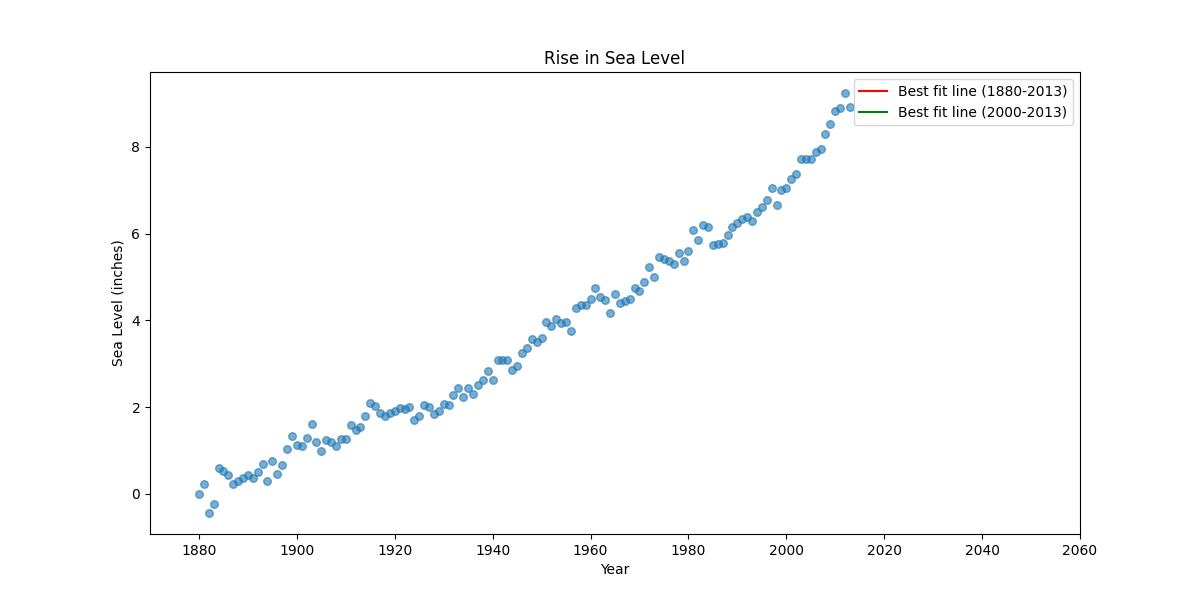 Rise in Sea Level
Best fit line (1880-2013)
Best fit line (2000-2013)
Sea Level (inches)
8
6
4
2
0
1880 1900 1920 1940 1960 1980 2000 2020 2040 2060
Year